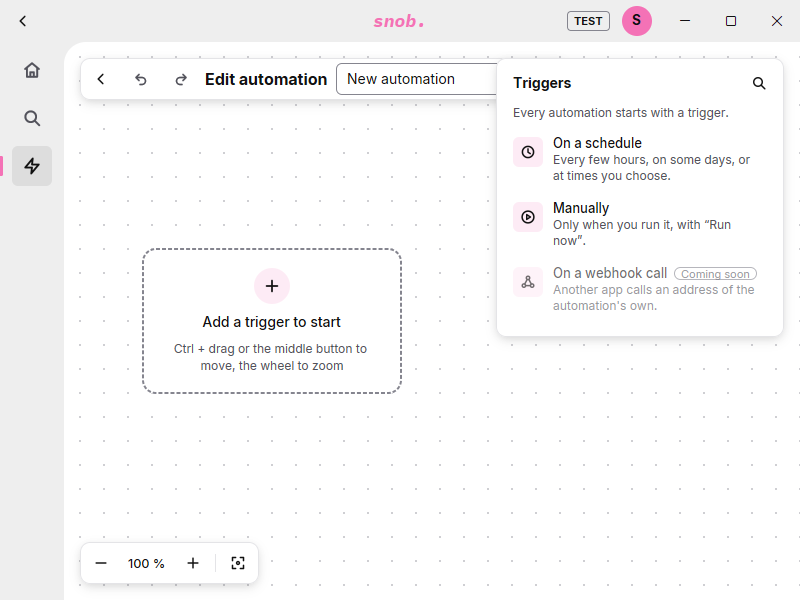 snob.
TEST
S
Edit automation
New automation
Triggers
Every automation starts with a trigger.
On a schedule
Every few hours, on some days, or
at times you choose.
Manually
Only when you run it, with “Run
now”.
On a webhook call
Coming soon
Another app calls an address of the
automation's own.
Add a trigger to start
Ctrl + drag or the middle button to
move, the wheel to zoom
100 %